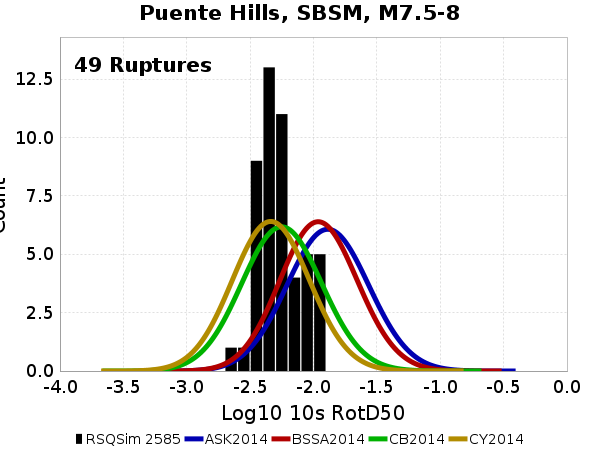 Puente Hills, SBSM, M7.5-8
49 Ruptures
12.5
10.0
7.5
5.0
2.5
0.0
-4.0 -3.5 -3.0 -2.5 -2.0 -1.5 -1.0 -0.5 0.0
Log10 10s RotD50
RSQSim 2585 ASK2014 BSSA2014 CB2014 CY2014